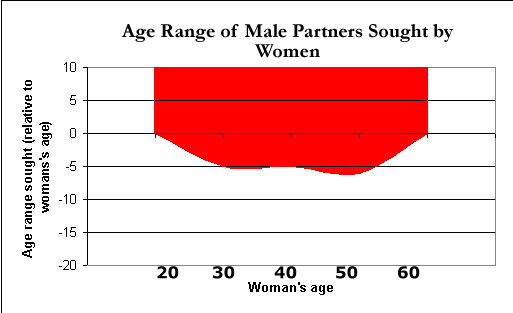 Age Range of Male Partners Sought by
Women
Age range sought (relative to
womans's age)
10
5
0
-5
-10
-15
-20
20 30 40 50 60
Woman's age